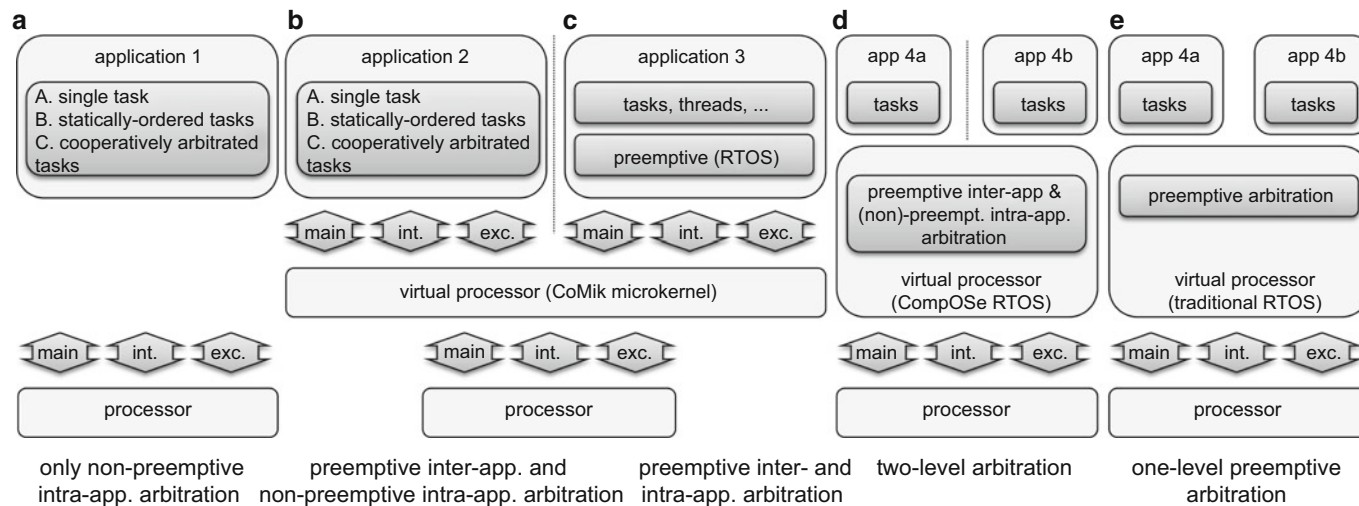 a
application 1
A. single task
B. statically-ordered tasks
C. cooperatively arbitrated
tasks
main
int.
exc.
processor
only non-preemptive
intra-app. arbitration
b
application 2
A. single task
B. statically-ordered tasks
C. cooperatively arbitrated
tasks
main
int.
exc.
c
application 3
tasks, threads, ...
preemptive (RTOS)
main
int.
exc.
virtual processor (CoMik microkernel)
main
int.
exc.
processor
preemptive inter-app. and
non-preemptive intra-app. arbitration
preemptive inter- and
intra-app. arbitration
d
app 4a
tasks
app 4b
tasks
preemptive inter-app &
(non)-preempt. intra-app.
arbitration
virtual processor
(CompOSe RTOS)
main
int.
exc.
processor
two-level arbitration
e
app 4a
tasks
app 4b
tasks
preemptive arbitration
virtual processor
(traditional RTOS)
main
int.
exc.
processor
one-level preemptive
arbitration